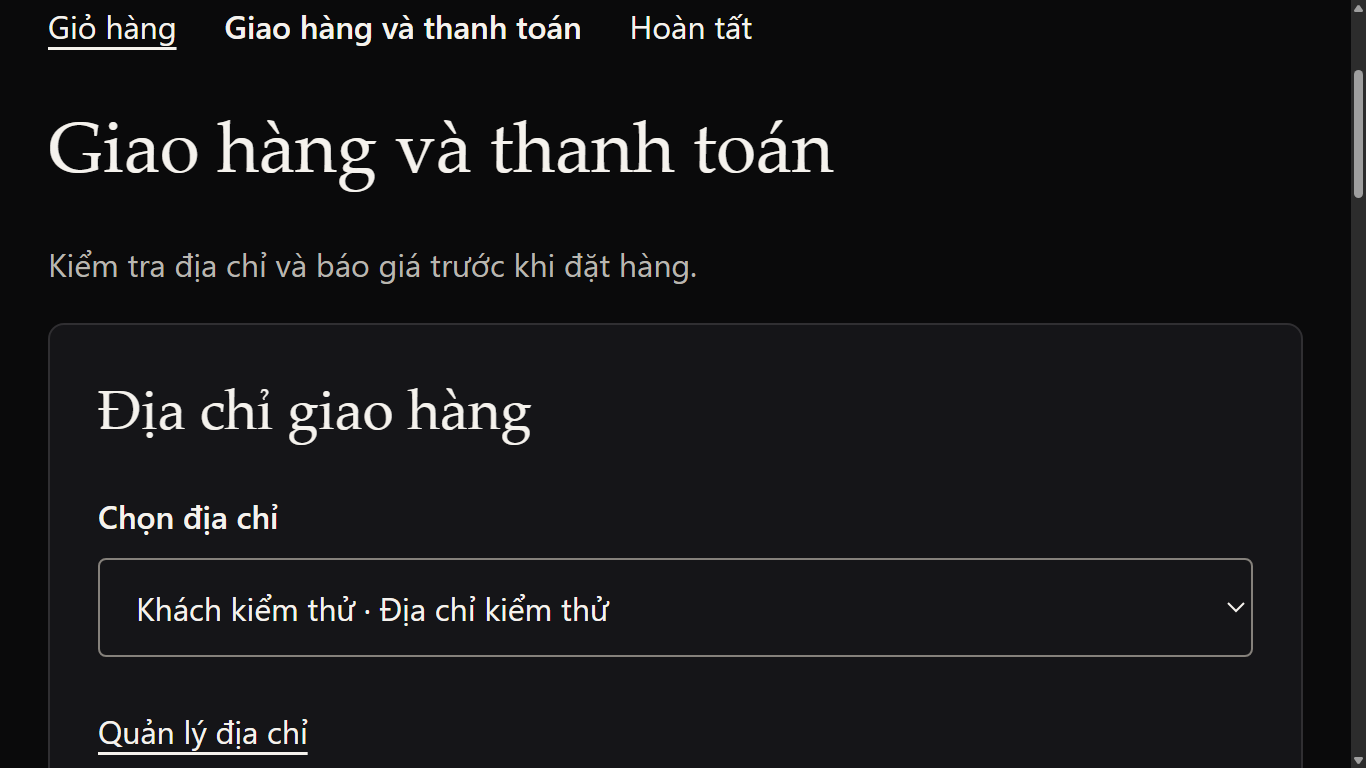 Giỏ hàng Giao hàng và thanh toán Hoàn tất
Giao hàng và thanh toán
Kiểm tra địa chỉ và báo giá trước khi đặt hàng.
Địa chỉ giao hàng
Chọn địa chỉ
Khách kiểm thử · Địa chỉ kiểm thử
Quản lý địa chỉ